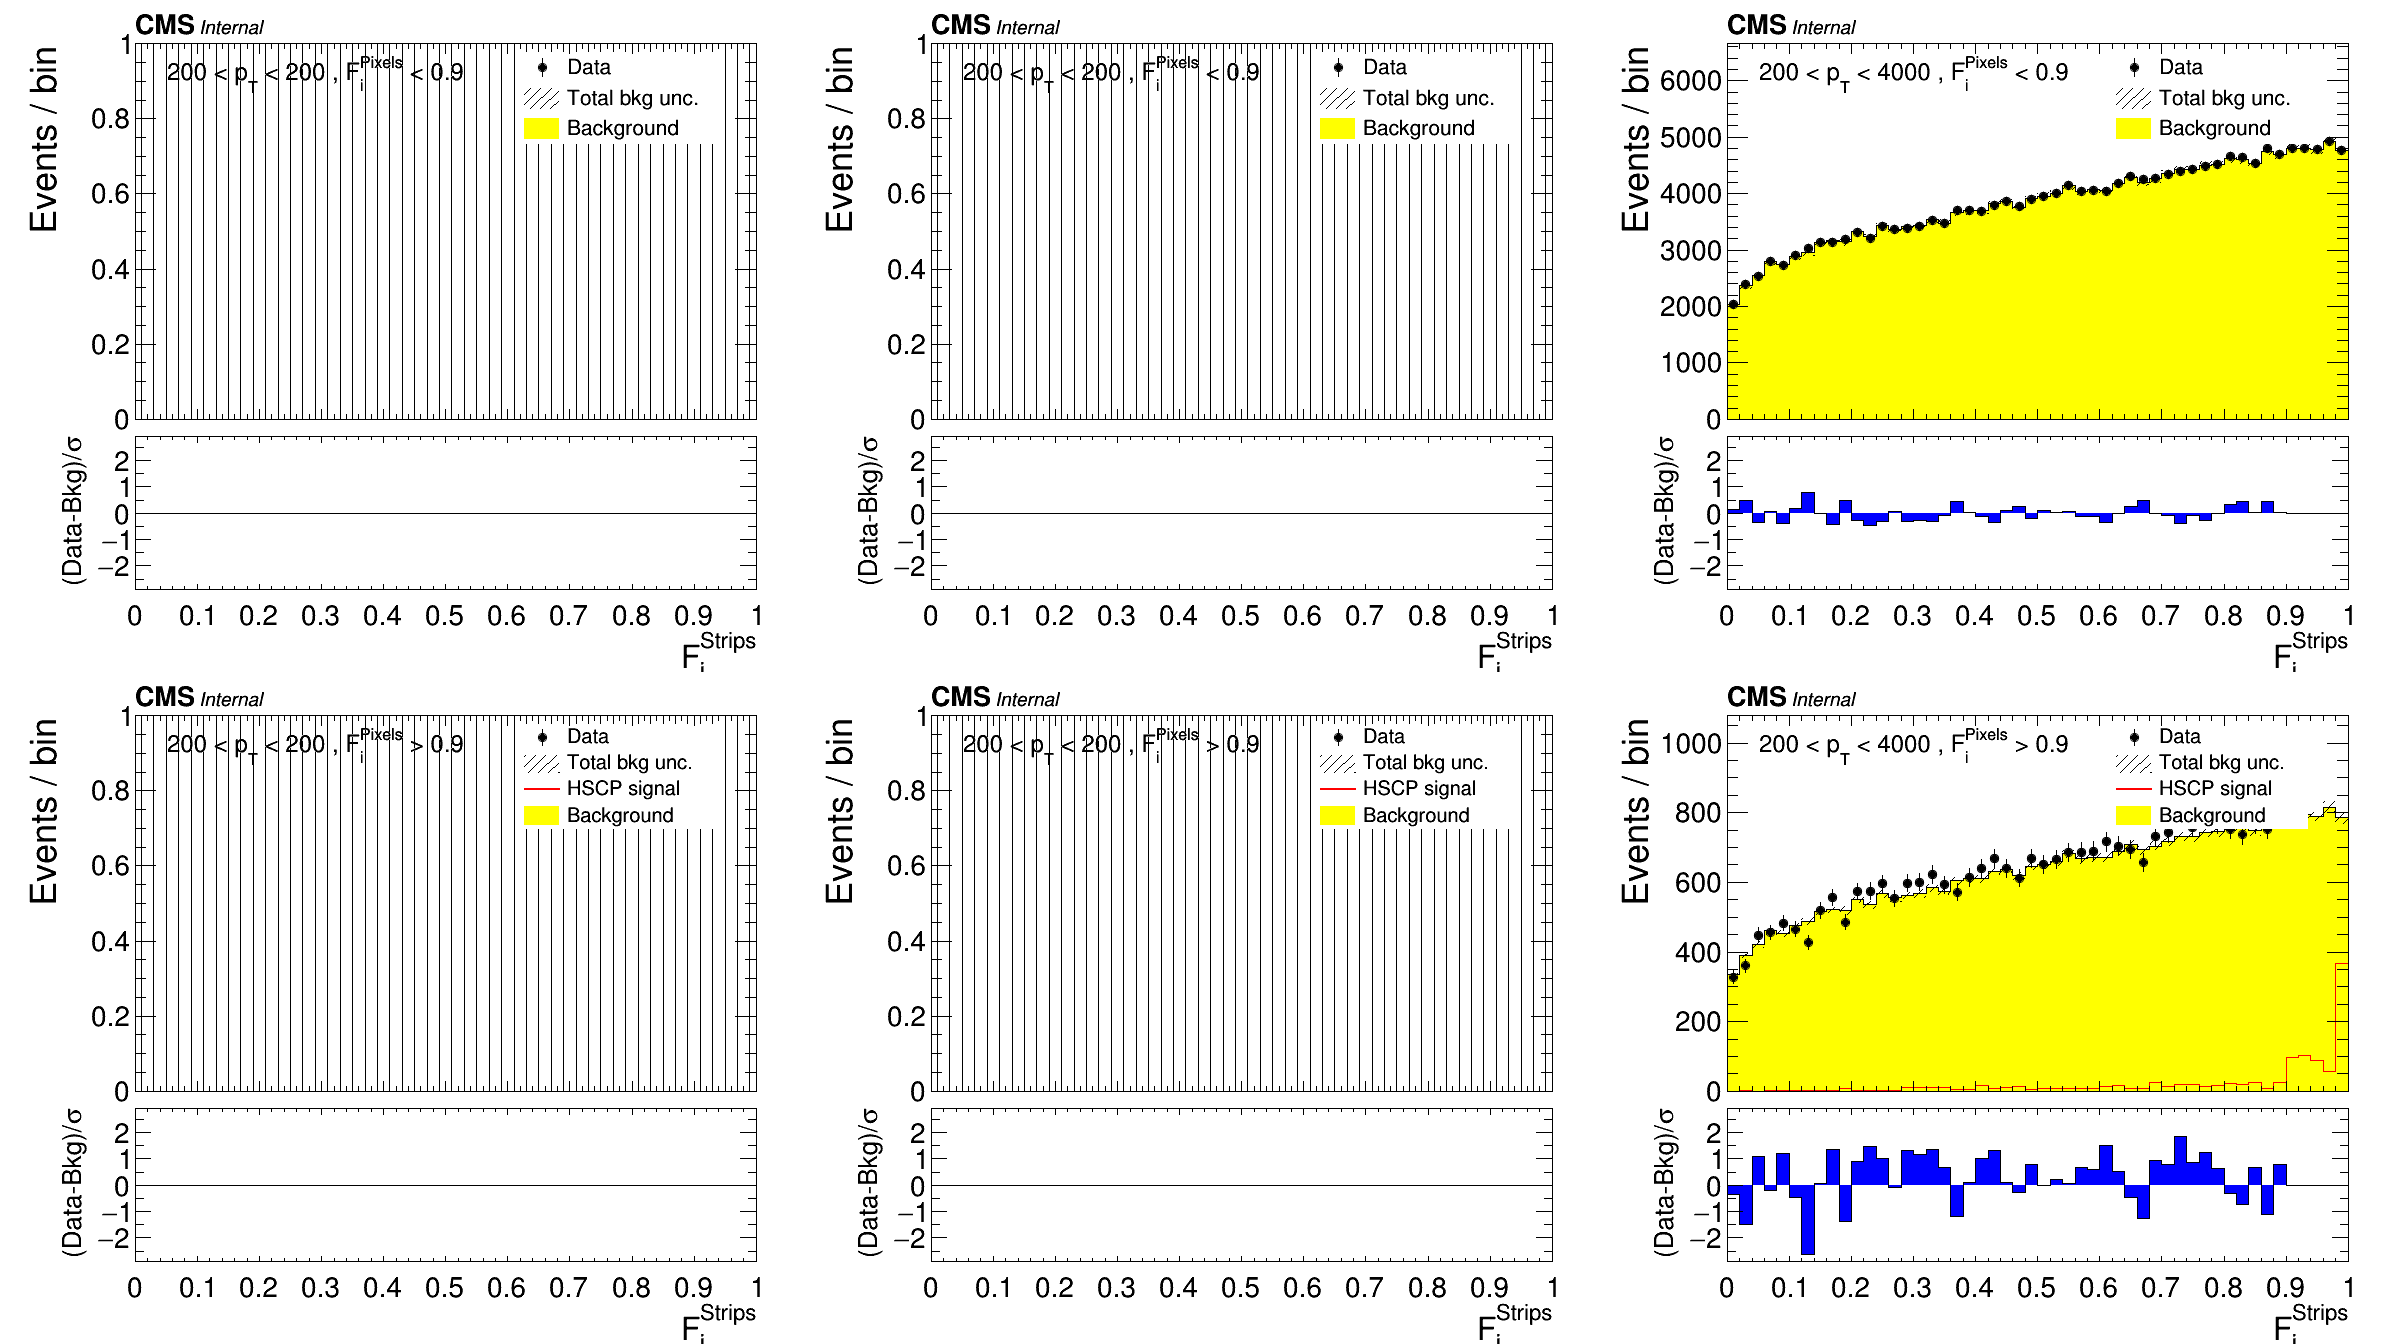 CMS Internal
Events / bin
200 < pT < 200 , FiPixels < 0.9
Data
Total bkg unc.
Background
1
0.8
0.6
0.4
0.2
0
(Data-Bkg)/σ
2
1
0
−1
−2
0 0.1 0.2 0.3 0.4 0.5 0.6 0.7 0.8 0.9 1
FiStrips
CMS Internal
Events / bin
200 < pT < 200 , FiPixels < 0.9
Data
Total bkg unc.
Background
1
0.8
0.6
0.4
0.2
0
(Data-Bkg)/σ
2
1
0
−1
−2
0 0.1 0.2 0.3 0.4 0.5 0.6 0.7 0.8 0.9 1
FiStrips
CMS Internal
Events / bin
200 < pT < 4000 , FiPixels < 0.9
Data
Total bkg unc.
Background
6000
5000
4000
3000
2000
1000
0
(Data-Bkg)/σ
2
1
0
−1
−2
0 0.1 0.2 0.3 0.4 0.5 0.6 0.7 0.8 0.9 1
FiStrips
CMS Internal
Events / bin
200 < pT < 200 , FiPixels > 0.9
Data
Total bkg unc.
HSCP signal
Background
1
0.8
0.6
0.4
0.2
0
(Data-Bkg)/σ
2
1
0
−1
−2
0 0.1 0.2 0.3 0.4 0.5 0.6 0.7 0.8 0.9 1
FiStrips
CMS Internal
Events / bin
200 < pT < 200 , FiPixels > 0.9
Data
Total bkg unc.
HSCP signal
Background
1
0.8
0.6
0.4
0.2
0
(Data-Bkg)/σ
2
1
0
−1
−2
0 0.1 0.2 0.3 0.4 0.5 0.6 0.7 0.8 0.9 1
FiStrips
CMS Internal
Events / bin
200 < pT < 4000 , FiPixels > 0.9
Data
Total bkg unc.
HSCP signal
Background
1000
800
600
400
200
0
(Data-Bkg)/σ
2
1
0
−1
−2
0 0.1 0.2 0.3 0.4 0.5 0.6 0.7 0.8 0.9 1
FiStrips